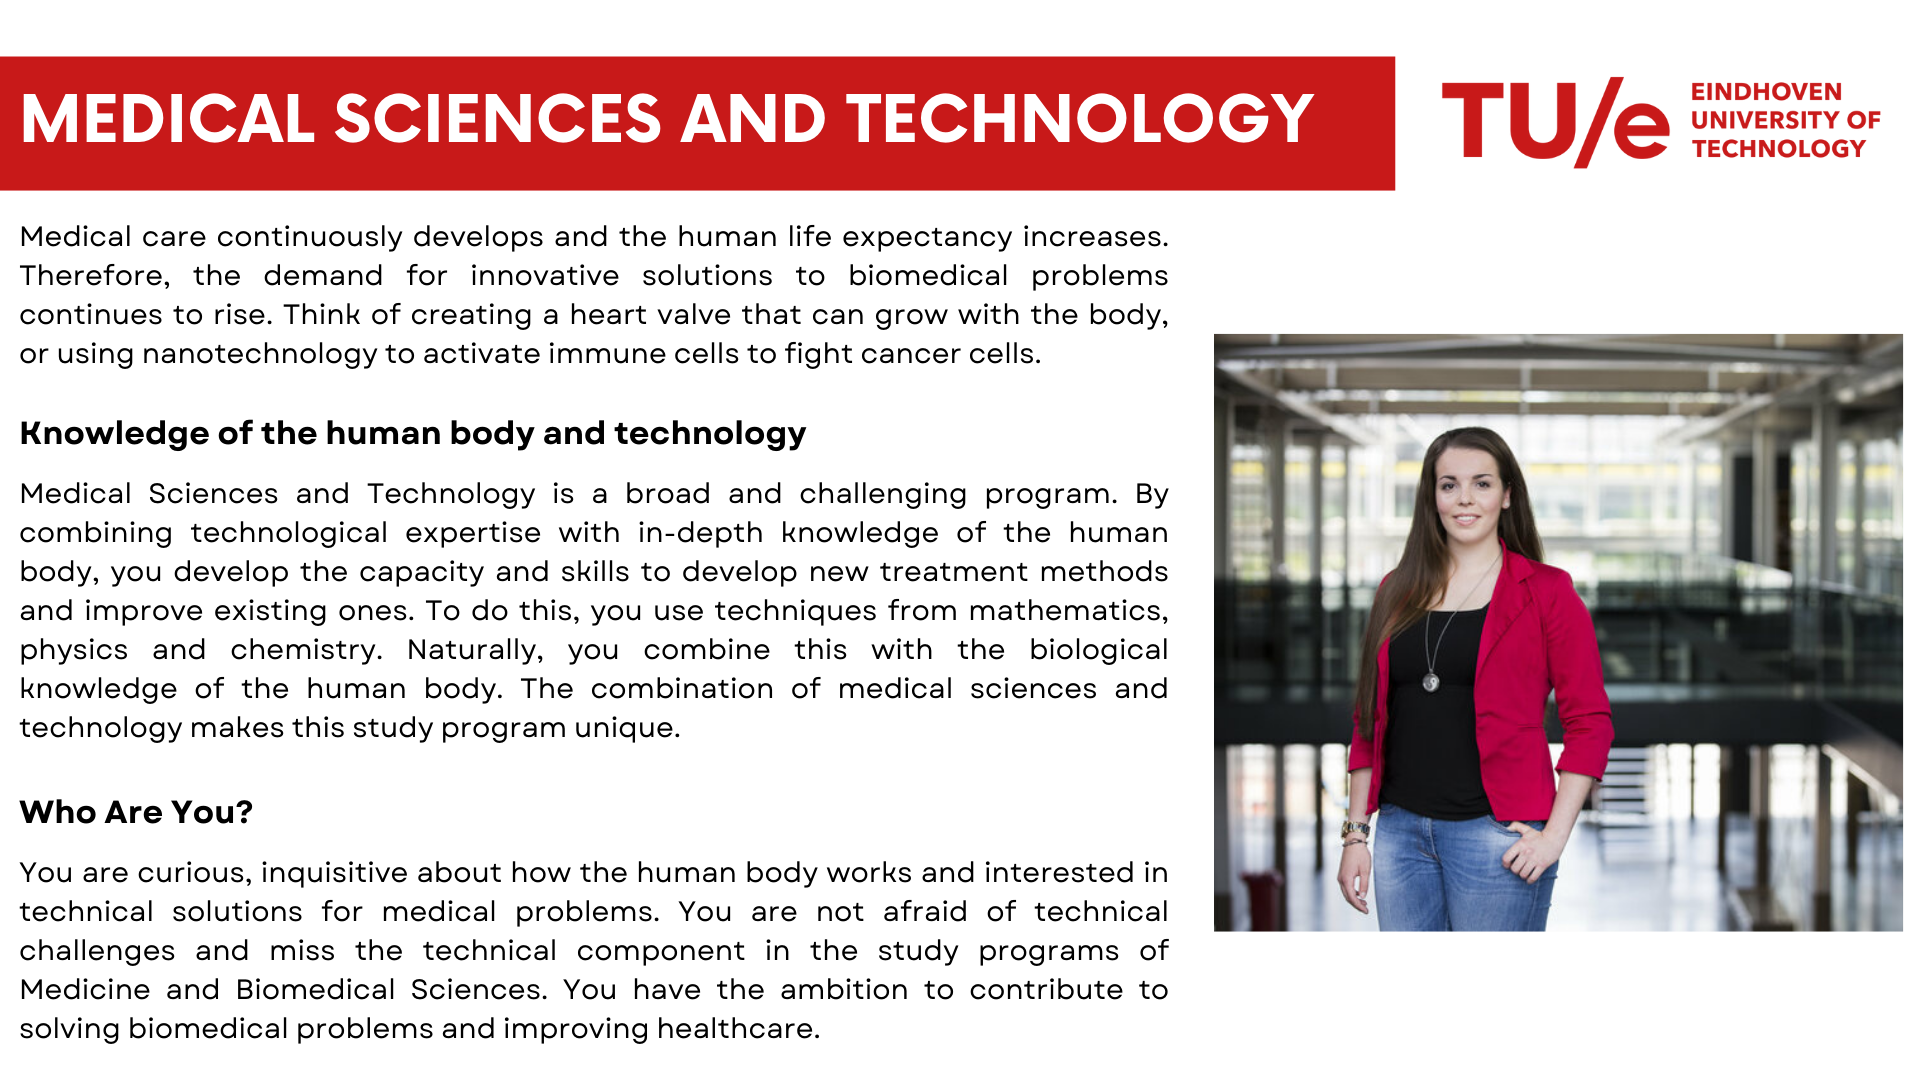 MEDICAL SCIENCES AND TECHNOLOGY
TU/e
EINDHOVEN
UNIVERSITY OF
TECHNOLOGY
Medical care continuously develops and the human life expectancy increases.
Therefore, the demand for innovative solutions to biomedical problems
continues to rise. Think of creating a heart valve that can grow with the body,
or using nanotechnology to activate immune cells to fight cancer cells.
Knowledge of the human body and technology
Medical Sciences and Technology is a broad and challenging program. By
combining technological expertise with in-depth knowledge of the human
body, you develop the capacity and skills to develop new treatment methods
and improve existing ones. To do this, you use techniques from mathematics,
physics and chemistry. Naturally, you combine this with the biological
knowledge of the human body. The combination of medical sciences and
technology makes this study program unique.
Who Are You?
You are curious, inquisitive about how the human body works and interested in
technical solutions for medical problems. You are not afraid of technical
challenges and miss the technical component in the study programs of
Medicine and Biomedical Sciences. You have the ambition to contribute to
solving biomedical problems and improving healthcare.